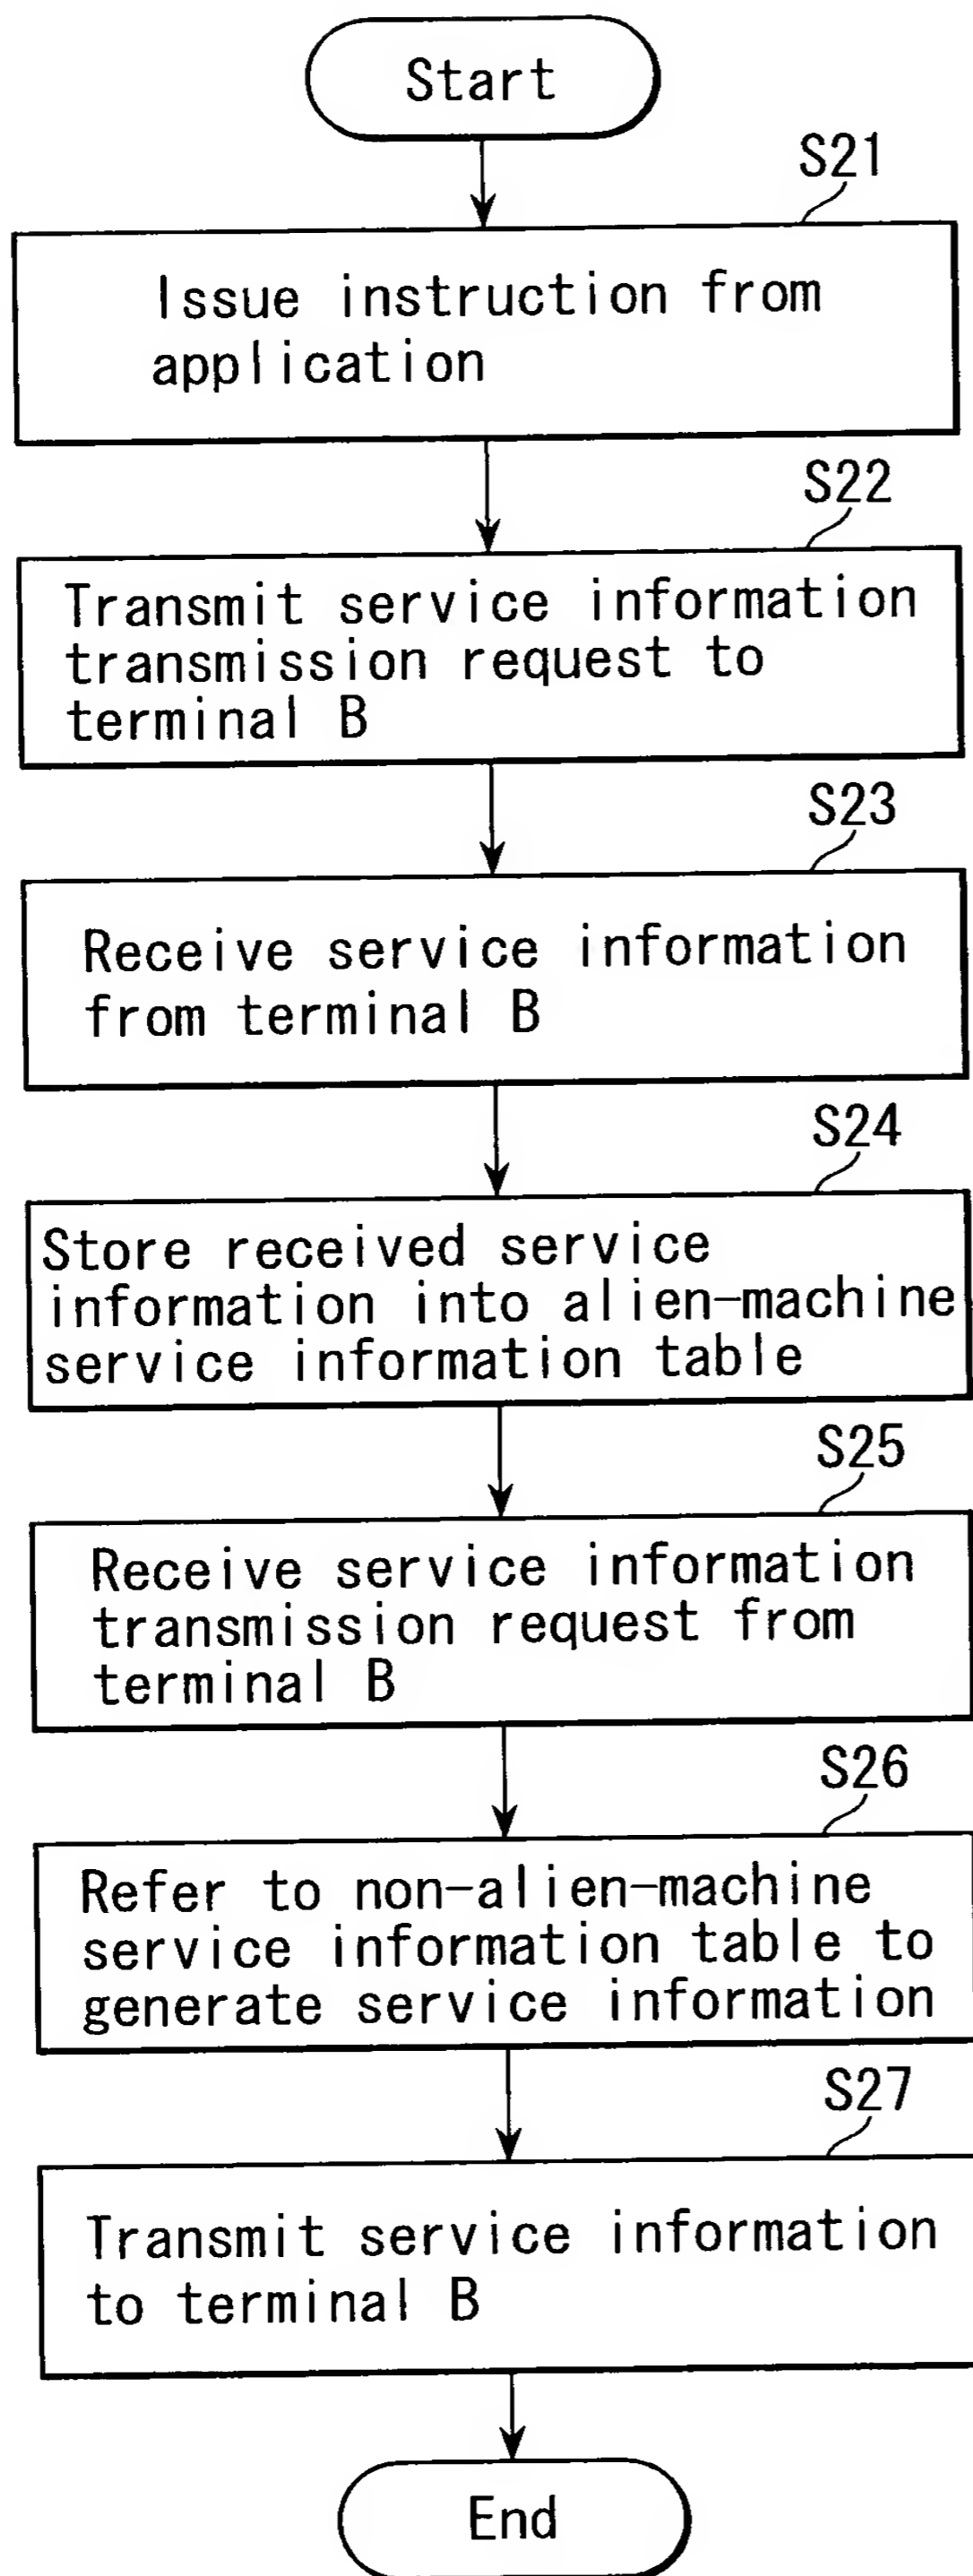 Start
S21
Issue instruction from
application
S22
Transmit service information
transmission request to
terminal B
S23
Receive service information
from terminal B
S24
Store received service
information into alien-machine
service information table
S25
Receive service information
transmission request from
terminal B
S26
Refer to non-alien-machine
service information table to
generate service information
S27
Transmit service information
to terminal B
End